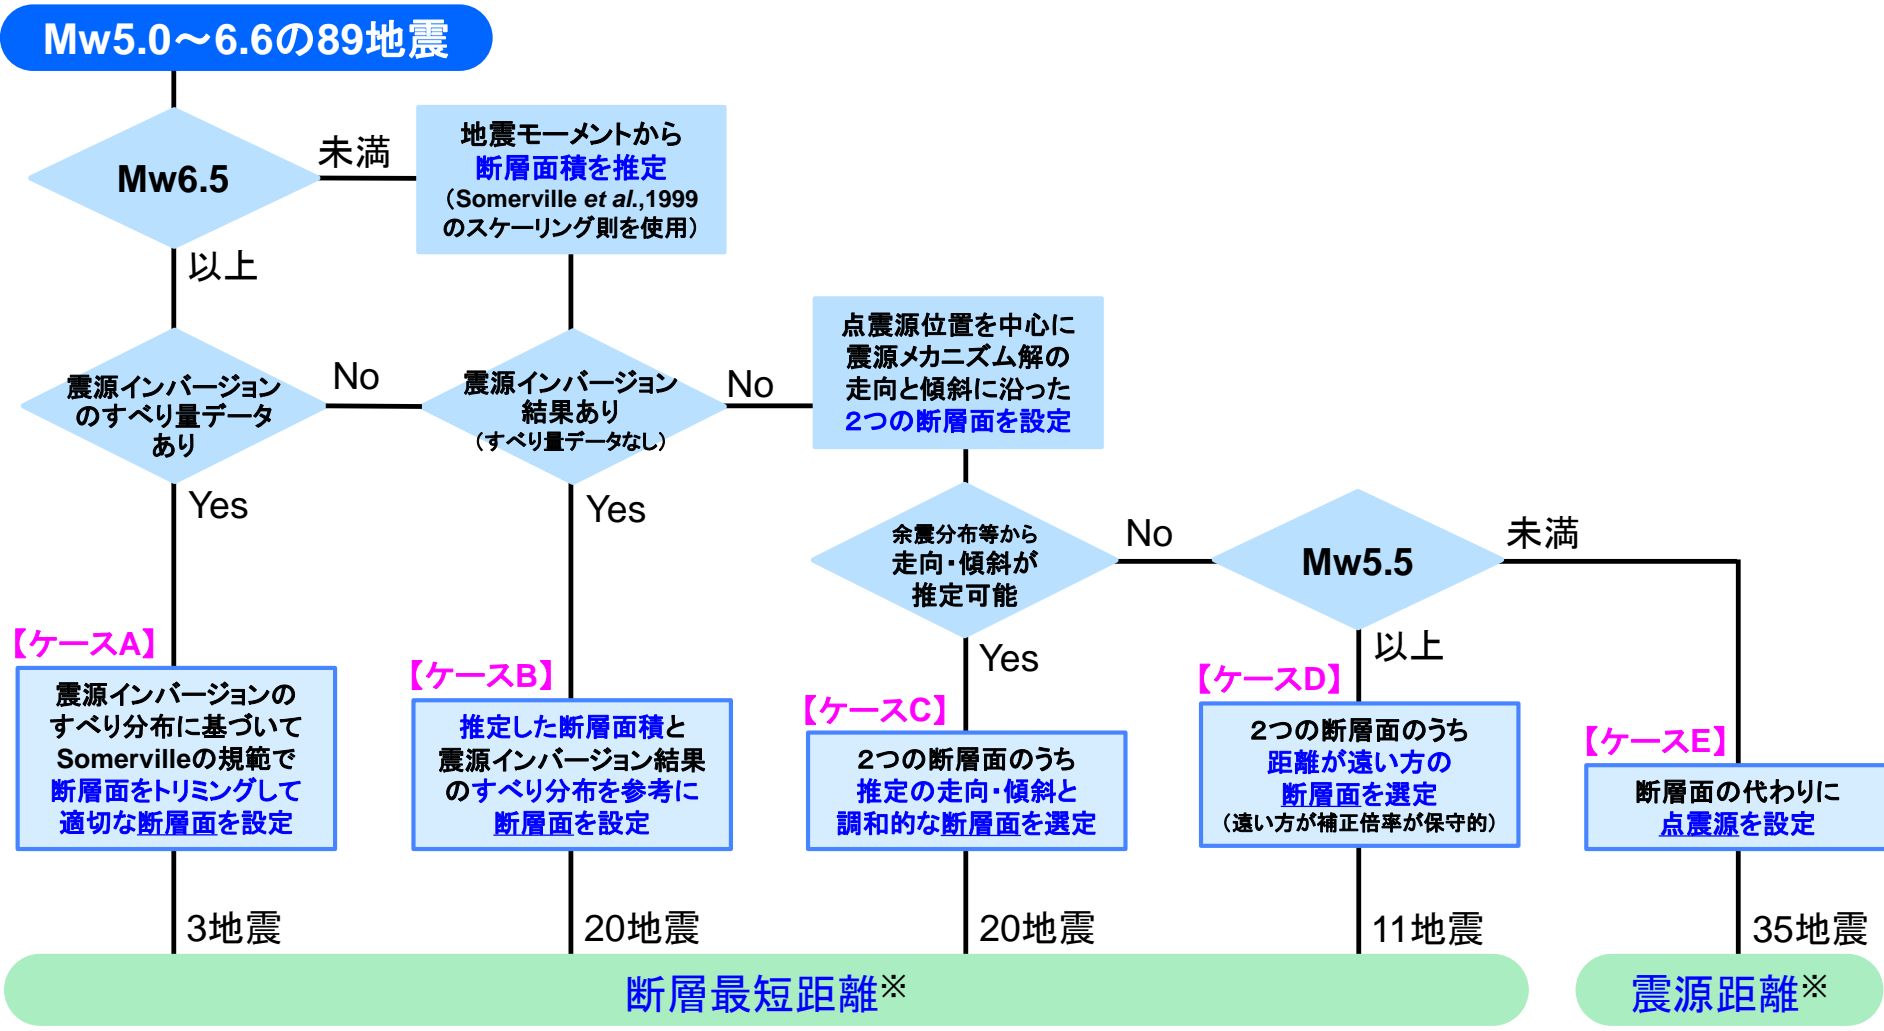 Mw5.0～6.6の89地震
Mw6.5
未満
以上
地震モーメントから
断層面積を推定
（Somerville et al.,1999
のスケーリング則を使用）
震源インバージョン
のすべり量データ
あり
No
Yes
震源インバージョン
結果あり
（すべり量データなし）
No
Yes
点震源位置を中心に
震源メカニズム解の
走向と傾斜に沿った
２つの断層面を設定
余震分布等から
走向・傾斜が
推定可能
No
Yes
Mw5.5
未満
以上
【ケースA】
震源インバージョンの
すべり分布に基づいて
Somervilleの規範で
断層面をトリミングして
適切な断層面を設定
【ケースB】
推定した断層面積と
震源インバージョン結果
のすべり分布を参考に
断層面を設定
【ケースC】
２つの断層面のうち
推定の走向・傾斜と
調和的な断層面を選定
【ケースD】
２つの断層面のうち
距離が遠い方の
断層面を選定
（遠い方が補正倍率が保守的）
【ケースE】
断層面の代わりに
点震源を設定
3地震
20地震
20地震
11地震
35地震
断層最短距離※
震源距離※